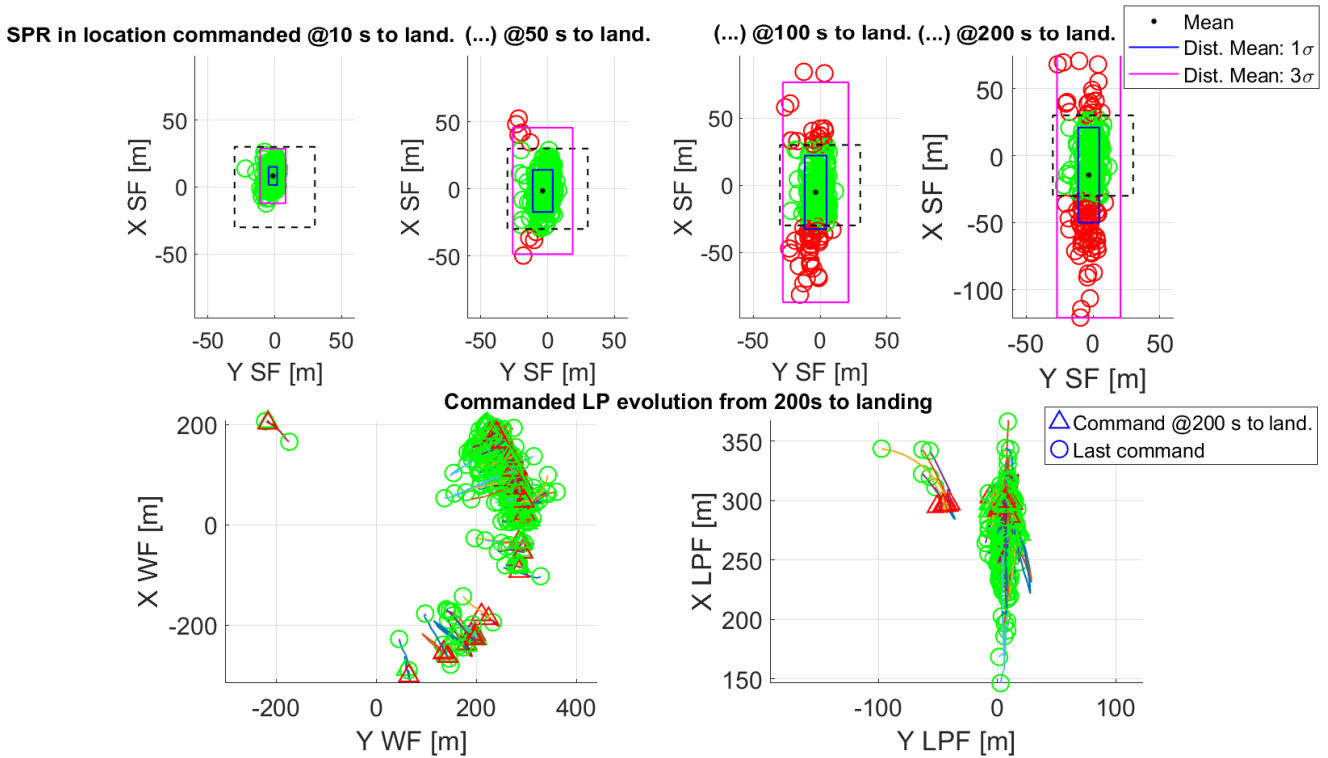 SPR in location commanded @10 s to land. (...) @50 s to land. (...) @100 s to land. (...) @200 s to land.
Mean
Dist. Mean: 1σ
Dist. Mean: 3σ
X SF [m]
50
0
-50
-50 0 50
Y SF [m]
X SF [m]
50
0
-50
-50 0 50
Y SF [m]
X SF [m]
50
0
-50
-50 0 50
Y SF [m]
X SF [m]
50
0
-50
-100
-50 0 50
Y SF [m]
Commanded LP evolution from 200s to landing
Command @200 s to land.
Last command
X WF [m]
200
0
-200
-200 0 200 400
Y WF [m]
X LPF [m]
350
300
250
200
150
-100 0 100
Y LPF [m]